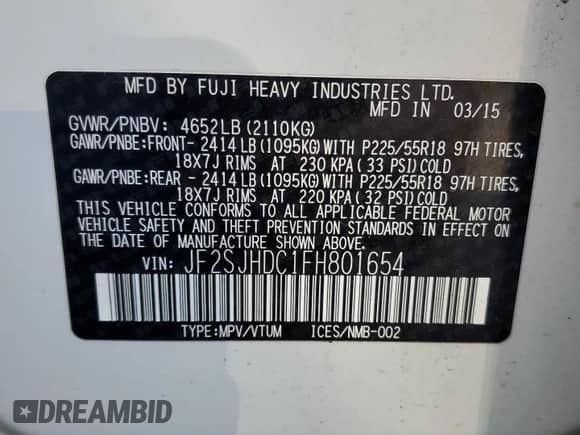 MFD BY FUJI HEAVY INDUSTRIES LTD.
MFD IN 03/15
GVWR/PNBV: 4652LB (2110KG)
GAWR/PNBE:FRONT- 2414 LB (1095KG) WITH P225/55R18 97H TIRES,
18X7J RIMS AT 230 KPA (33 PSI) COLD
GAWR/PNBE:REAR - 2414 LB (1095KG) WITH P225/55R18 97H TIRES,
18X7J RIMS AT 220 KPA (32 PSI) COLD
THIS VEHICLE CONFORMS TO ALL APPLICABLE FEDERAL MOTOR
VEHICLE SAFETY AND THEFT PREVENTION STANDARDS IN EFFECT
ON THE DATE OF MANUFACTURE SHOWN ABOVE.
VIN: JF2SJHDC1FH801654
TYPE:MPV/VTUM ICES/NMB-002
DREAMBID